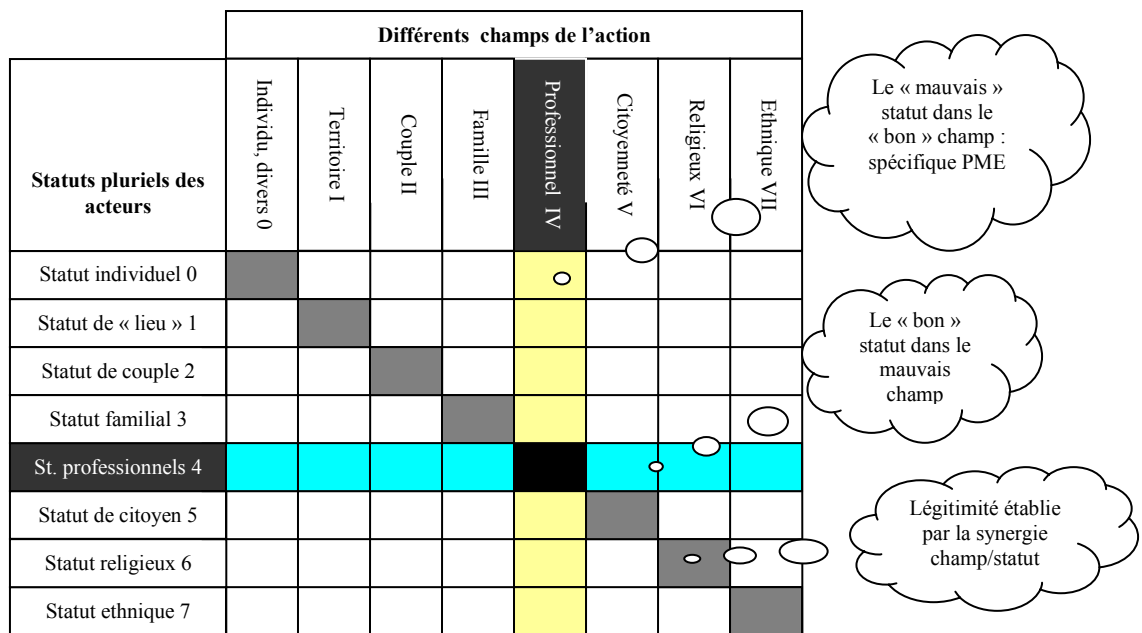 Différents champs de l'action
Statuts pluriels des
acteurs
Individu, divers 0
Territoire I
Couple II
Famille III
Professionnel IV
Citoyenneté V
Religieux VI
Ethnique VII
Statut individuel 0
Statut de « lieu » 1
Statut de couple 2
Statut familial 3
St. professionnels 4
Statut de citoyen 5
Statut religieux 6
Statut ethnique 7
Le « mauvais »
statut dans le
« bon » champ :
spécifique PME
Le « bon »
statut dans le
mauvais
champ
Légitimité établie
par la synergie
champ/statut